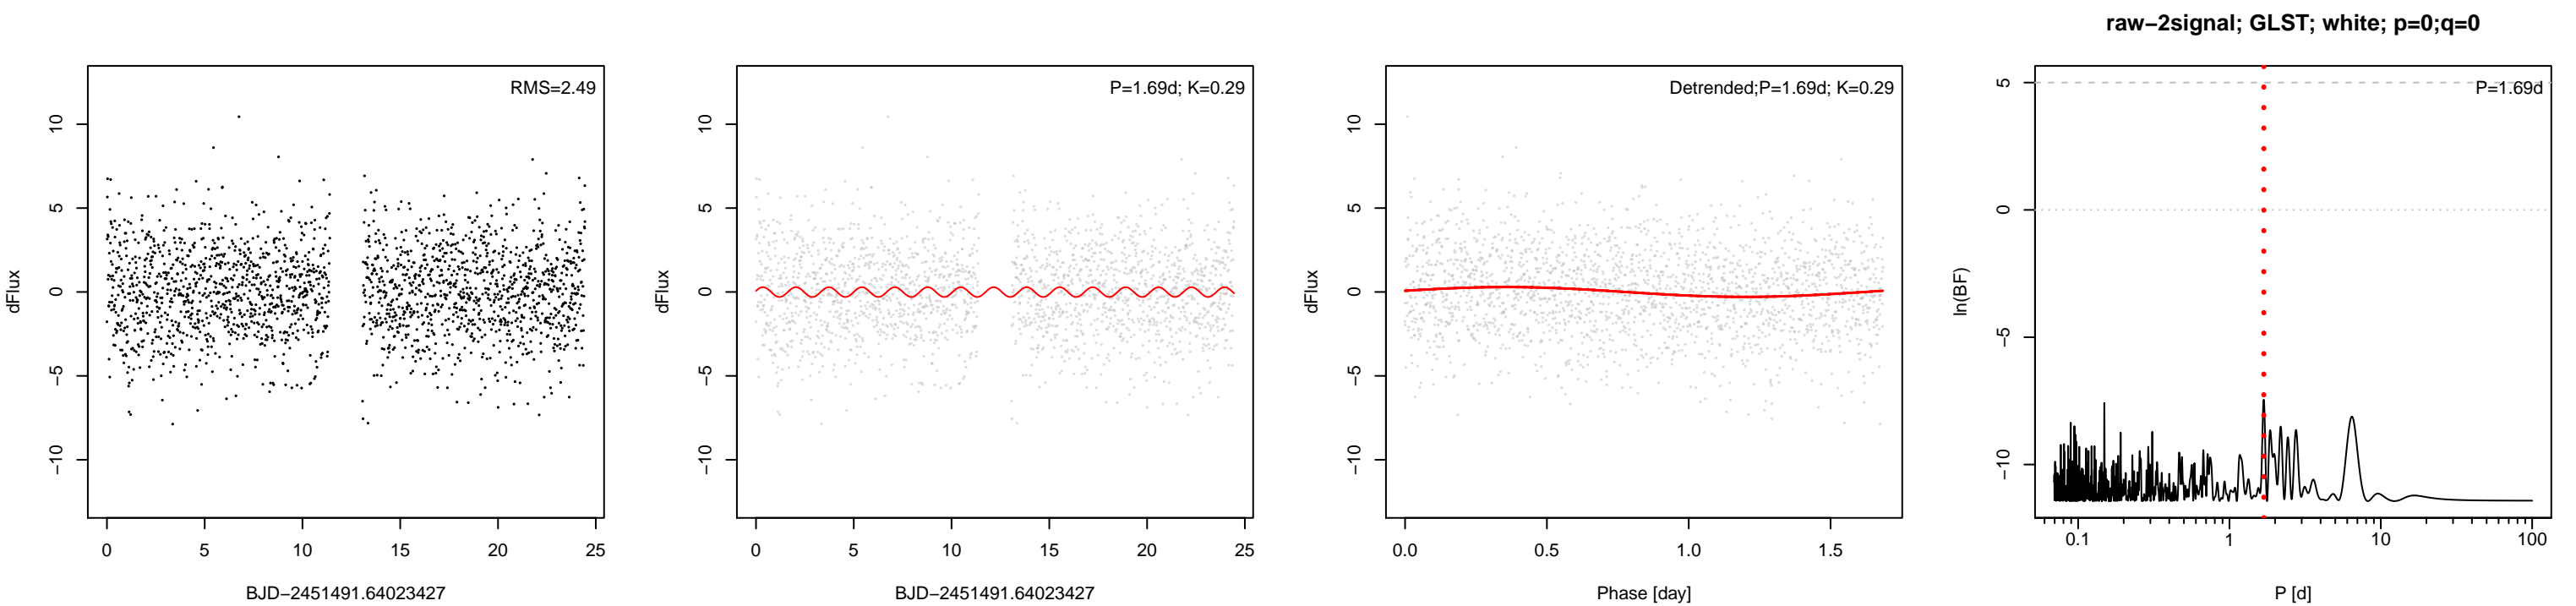 raw−2signal; GLST; white; p=0;q=0
RMS=2.49
dFlux
10
5
0
−5
−10
0 5 10 15 20 25
BJD−2451491.64023427
P=1.69d; K=0.29
dFlux
10
5
0
−5
−10
0 5 10 15 20 25
BJD−2451491.64023427
Detrended;P=1.69d; K=0.29
dFlux
10
5
0
−5
−10
0.0 0.5 1.0 1.5
Phase [day]
P=1.69d
ln(BF)
5
0
−5
−10
0.1 1 10 100
P [d]